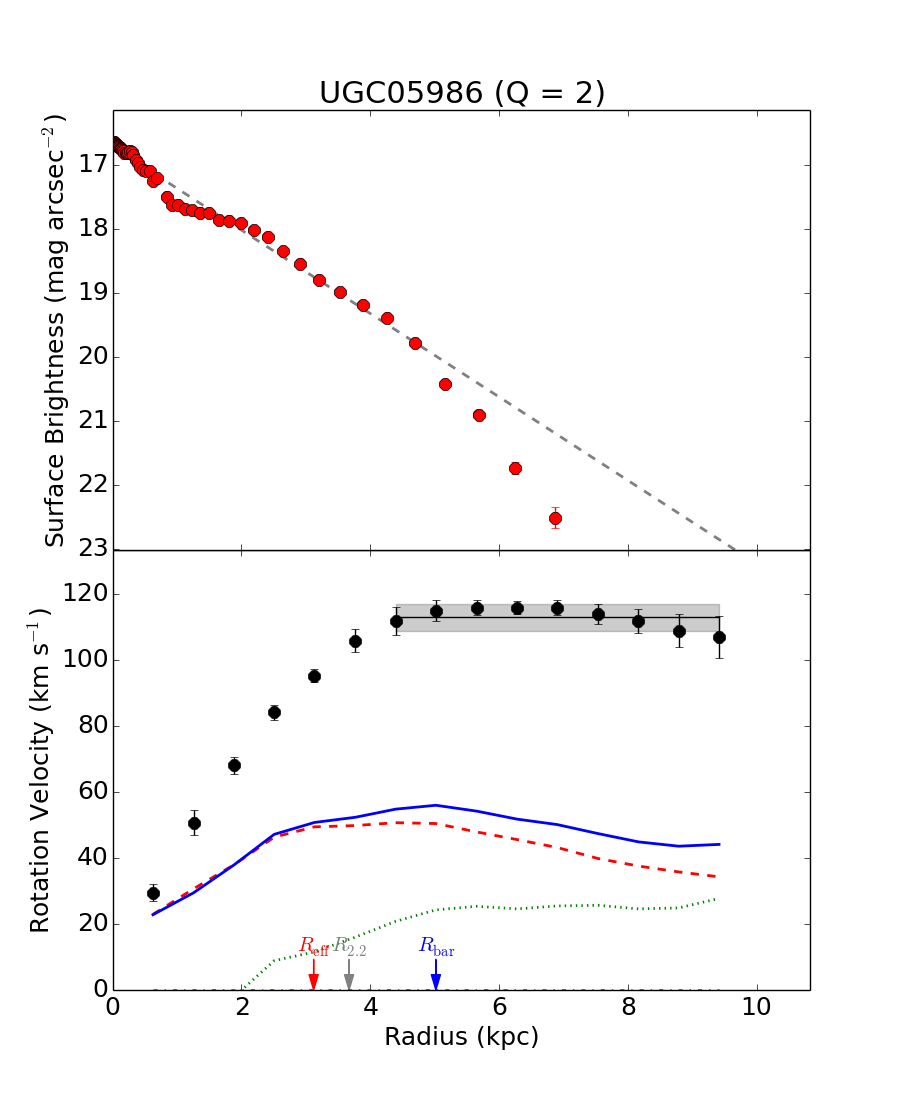 UGC05986 (Q = 2)
Surface Brightness (mag arcsec⁻²)
17
18
19
20
21
22
23
Rotation Velocity (km s⁻¹)
120
100
80
60
40
20
0
R_eff R_2.2 R_bar
0 2 4 6 8 10
Radius (kpc)